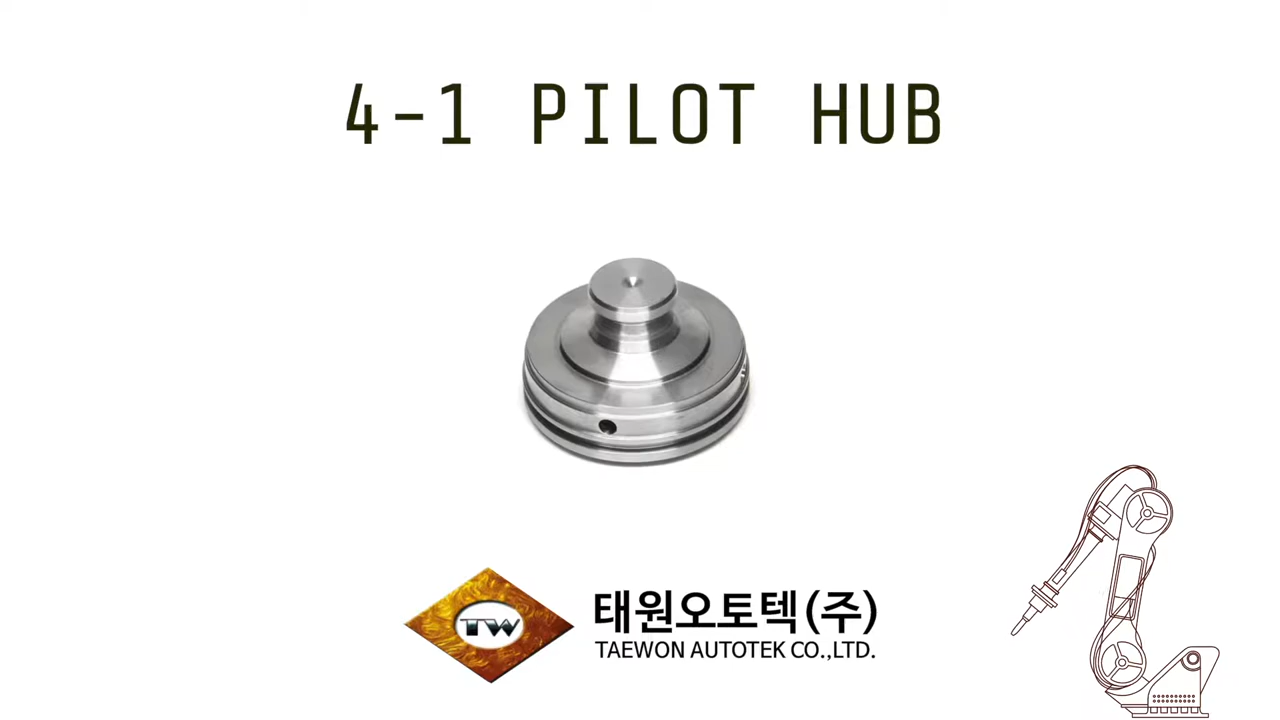 4-1 PILOT HUB
TW
태원오토텍(주)
TAEWON AUTOTEK CO.,LTD.